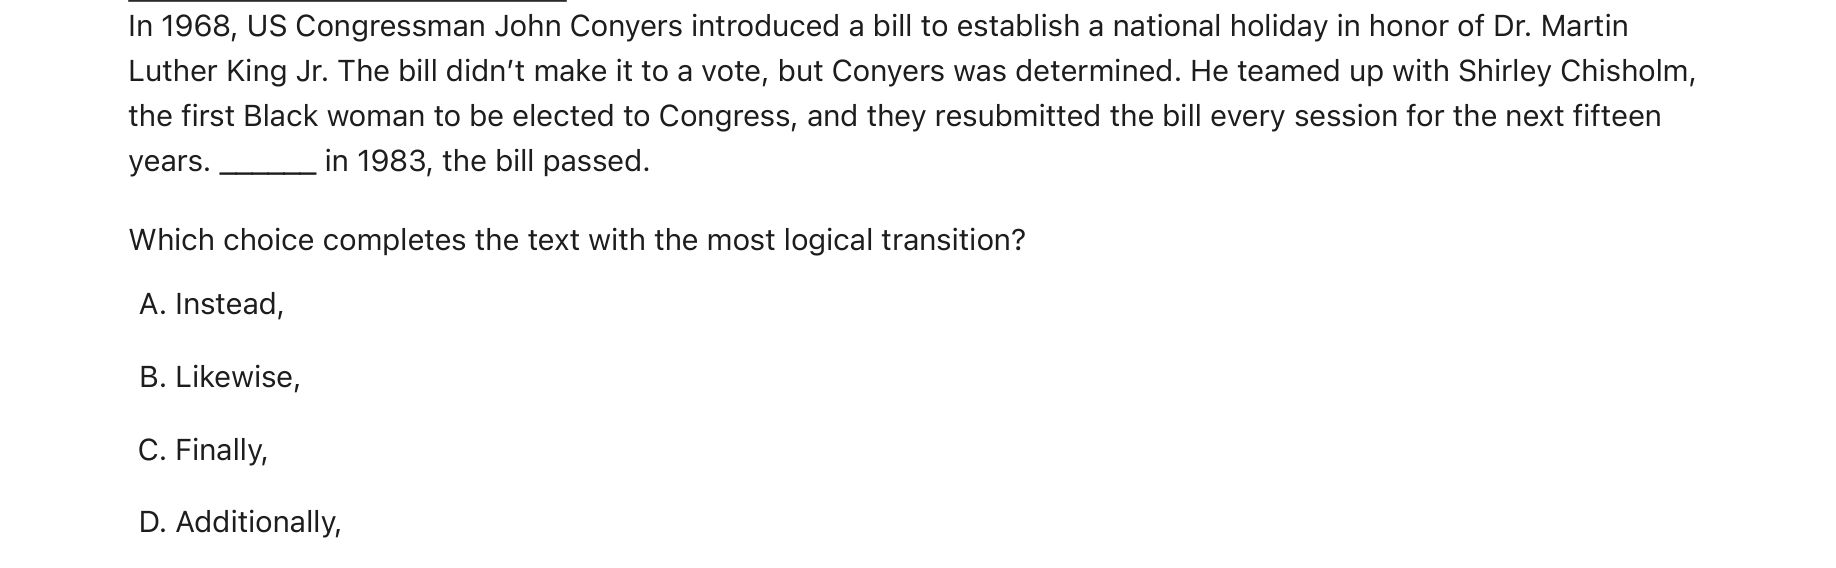 In 1968, US Congressman John Conyers introduced a bill to establish a national holiday in honor of Dr. Martin
Luther King Jr. The bill didn’t make it to a vote, but Conyers was determined. He teamed up with Shirley Chisholm,
the first Black woman to be elected to Congress, and they resubmitted the bill every session for the next fifteen
years. ______ in 1983, the bill passed.
Which choice completes the text with the most logical transition?
A. Instead,
B. Likewise,
C. Finally,
D. Additionally,